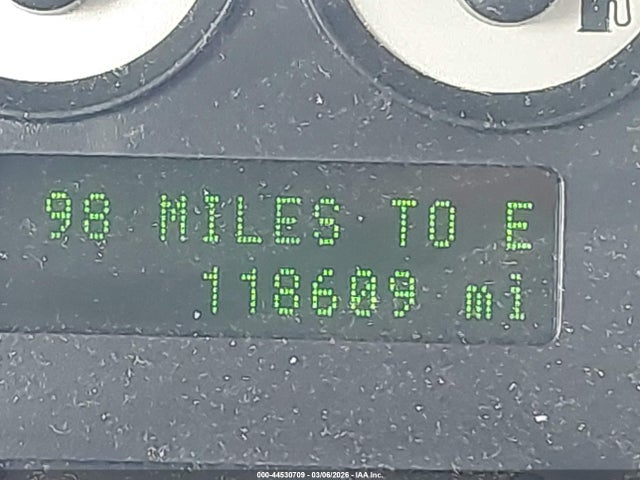 98 MILES TO E
118609 mi
000-44530709 - 03/06/2026 - IAA Inc.